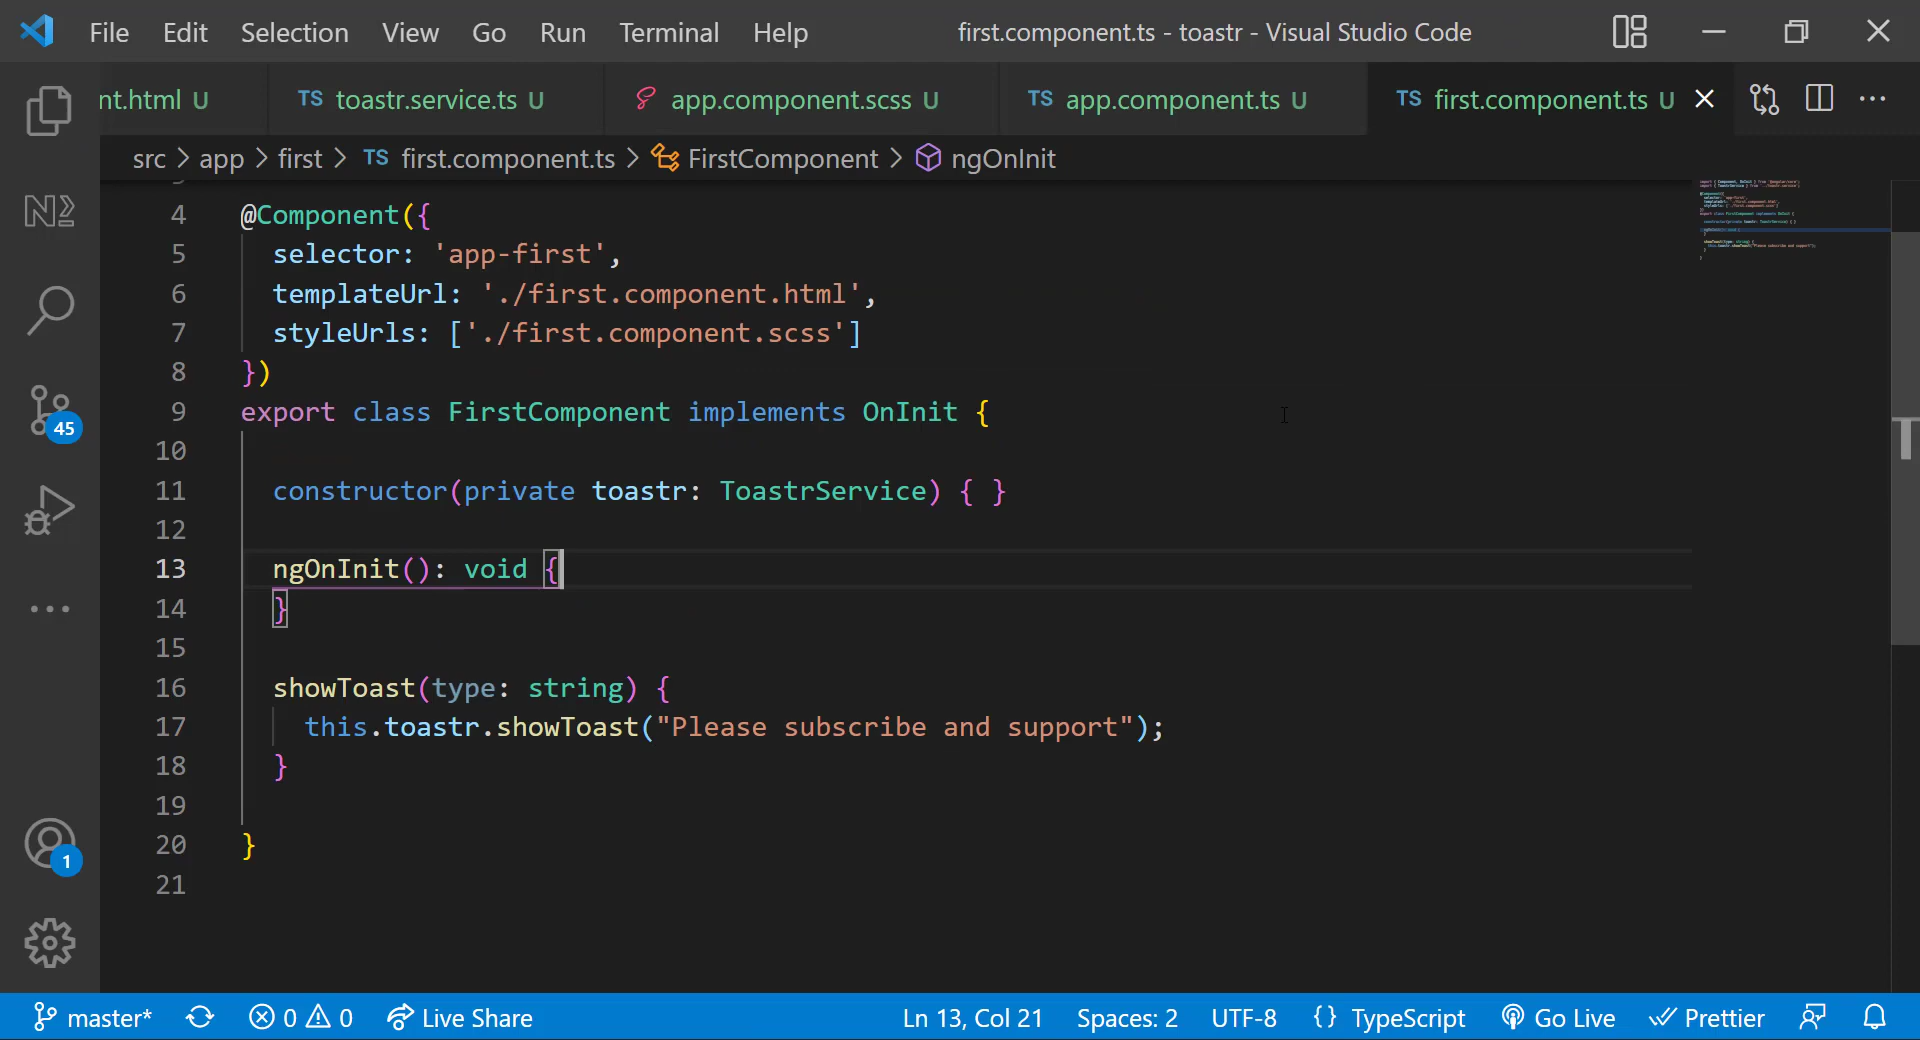 File Edit Selection View Go Run Terminal Help first.component.ts - toastr - Visual Studio Code
nt.html U TS toastr.service.ts U app.component.scss U TS app.component.ts U TS first.component.ts U
src > app > first > TS first.component.ts > FirstComponent > ngOnInit
4 @Component({
5 selector: 'app-first',
6 templateUrl: './first.component.html',
7 styleUrls: ['./first.component.scss']
8 })
9 export class FirstComponent implements OnInit {
10
11 constructor(private toastr: ToastrService) { }
12
13 ngOnInit(): void {
14 }
15
16 showToast(type: string) {
17 this.toastr.showToast("Please subscribe and support");
18 }
19
20 }
21
45
1
master* 0 0 Live Share Ln 13, Col 21 Spaces: 2 UTF-8 {} TypeScript Go Live Prettier